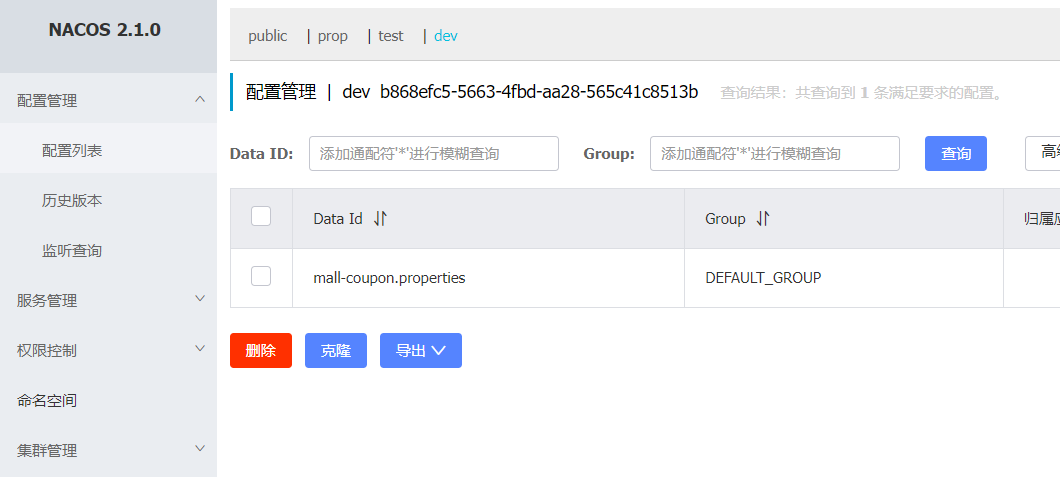 NACOS 2.1.0
public | prop | test | dev
配置管理
配置管理 | dev b868efc5-5663-4fbd-aa28-565c41c8513b 查询结果：共查询到 1 条满足要求的配置。
配置列表
Data ID: 添加通配符'*'进行模糊查询 Group: 添加通配符'*'进行模糊查询 查询
历史版本
Data Id Group 归属
监听查询
mall-coupon.properties DEFAULT_GROUP
服务管理
权限控制
删除 克隆 导出
命名空间
集群管理